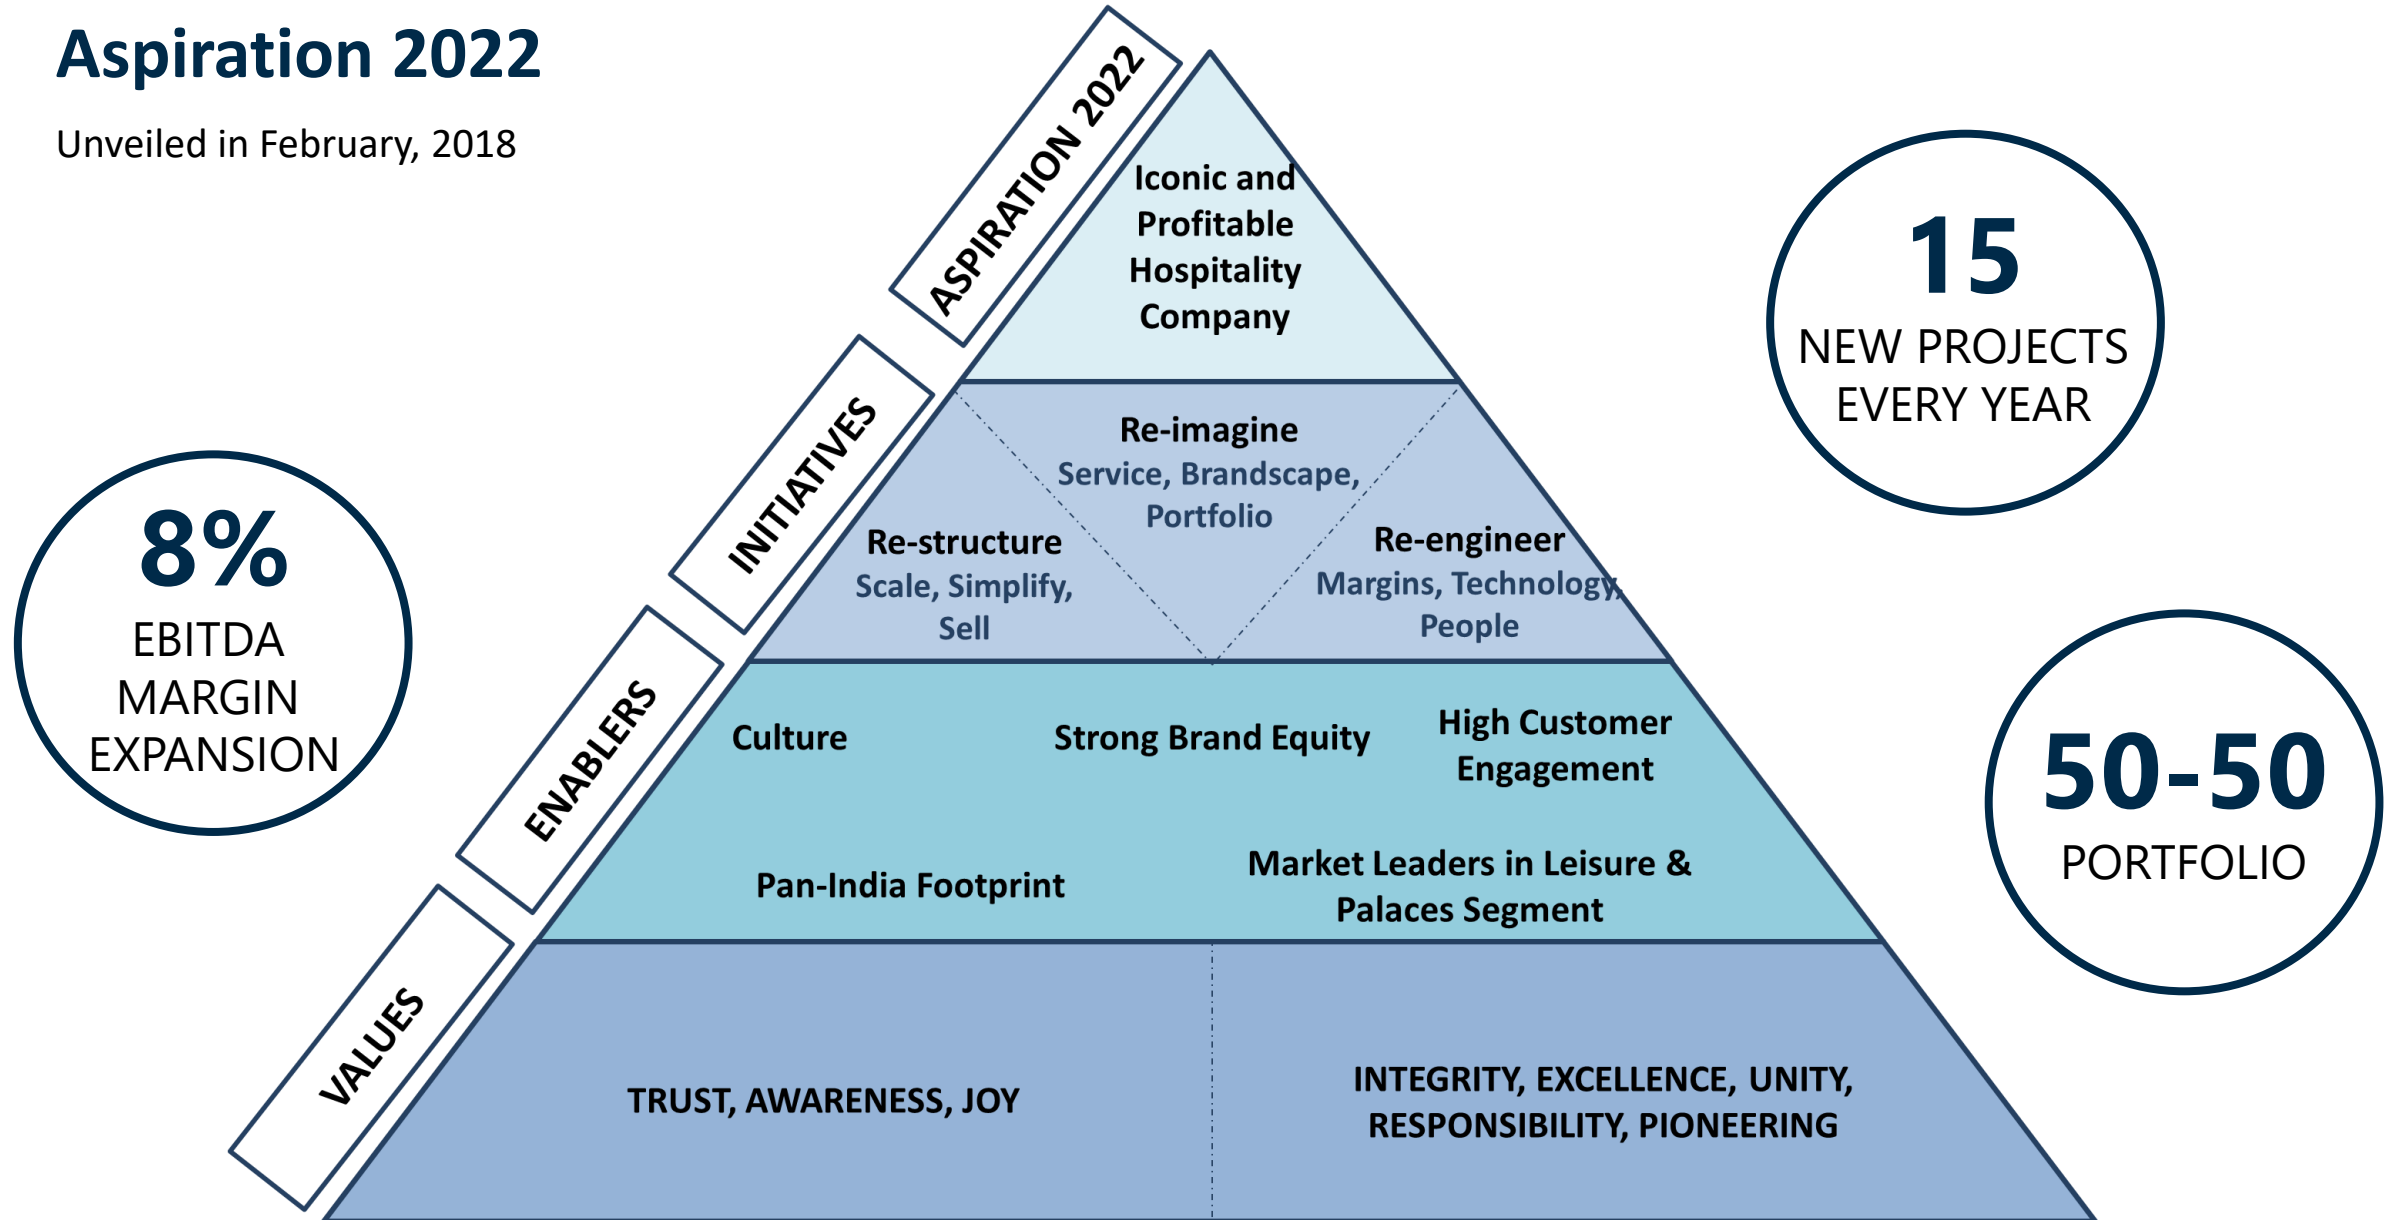 Aspiration 2022
Unveiled in February, 2018
ASPIRATION 2022
Iconic and
Profitable
Hospitality
Company
INITIATIVES
Re-imagine
Service, Brandscape,
Portfolio
Re-structure
Scale, Simplify,
Sell
Re-engineer
Margins, Technology,
People
ENABLERS
Culture
Strong Brand Equity
High Customer
Engagement
Pan-India Footprint
Market Leaders in Leisure &
Palaces Segment
VALUES
TRUST, AWARENESS, JOY
INTEGRITY, EXCELLENCE, UNITY,
RESPONSIBILITY, PIONEERING
8%
EBITDA
MARGIN
EXPANSION
15
NEW PROJECTS
EVERY YEAR
50-50
PORTFOLIO